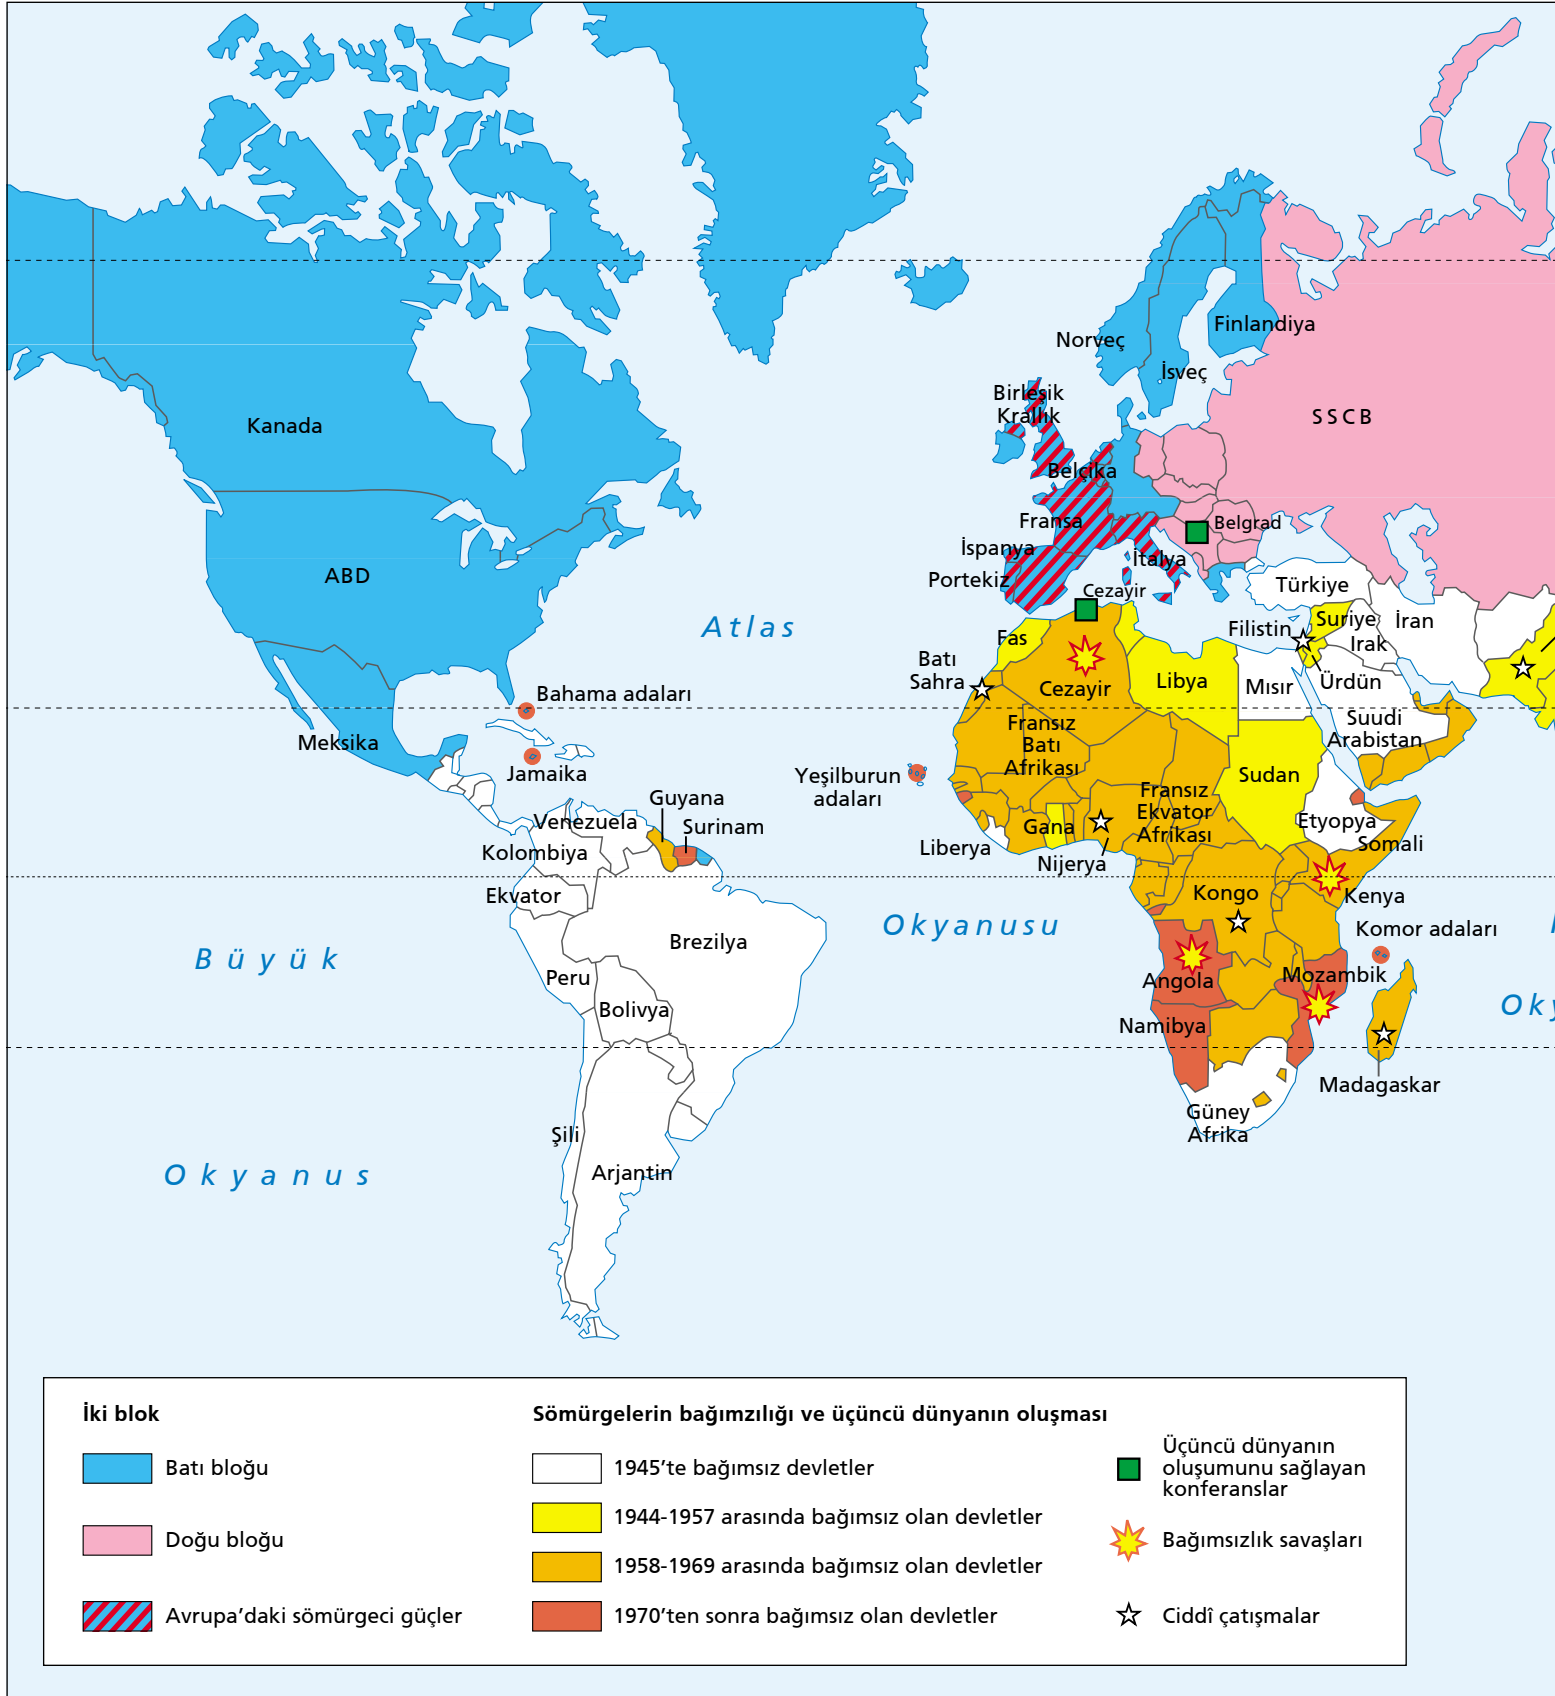 Norveç
Finlandiya
İsveç
Birleşik
Krallık
Kanada
SSCB
Belçika
Fransa
Belgrad
İspanya
İtalya
Portekiz
ABD
Türkiye
Cezayir
Atlas
Fas
Filistin
Suriye
Irak
İran
Batı
Sahra
Cezayir
Libya
Mısır
Ürdün
Bahama adaları
Meksika
Fransız
Batı
Afrikası
Suudi
Arabistan
Jamaika
Yeşilburun
adaları
Sudan
Guyana
Surinam
Venezuela
Kolombiya
Fransız
Ekvator
Afrikası
Gana
Liberya
Nijerya
Etyopya
Somali
Ekvator
Kongo
Kenya
Okyanusu
Komor adaları
Brezilya
Büyük
Peru
Angola
Mozambik
Bolivya
Namibya
Oky
Madagaskar
Güney
Afrika
Şili
Arjantin
Okyanus
İki blok
Batı bloğu
Doğu bloğu
Avrupa’daki sömürgeci güçler
Sömürgelerin bağımzılığı ve üçüncü dünyanın oluşması
1945’te bağımsız devletler
1944-1957 arasında bağımsız olan devletler
1958-1969 arasında bağımsız olan devletler
1970’ten sonra bağımsız olan devletler
Üçüncü dünyanın
oluşumunu sağlayan
konferanslar
Bağımsızlık savaşları
Ciddî çatışmalar